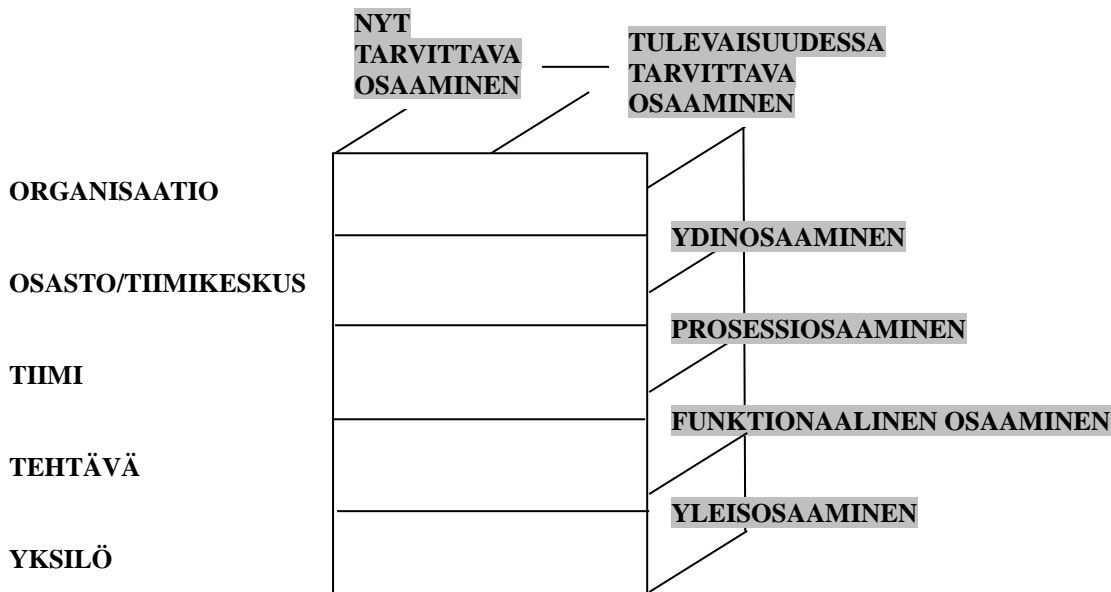 NYT
TARVITTAVA
OSAAMINEN
TULEVAISUUDESSA
TARVITTAVA
OSAAMINEN
ORGANISAATIO
YDINOSAAMINEN
OSASTO/TIIMIKESKUS
PROSESSIOSAAMINEN
TIIMI
FUNKTIONAALINEN OSAAMINEN
TEHTÄVÄ
YLEISOSAAMINEN
YKSILÖ